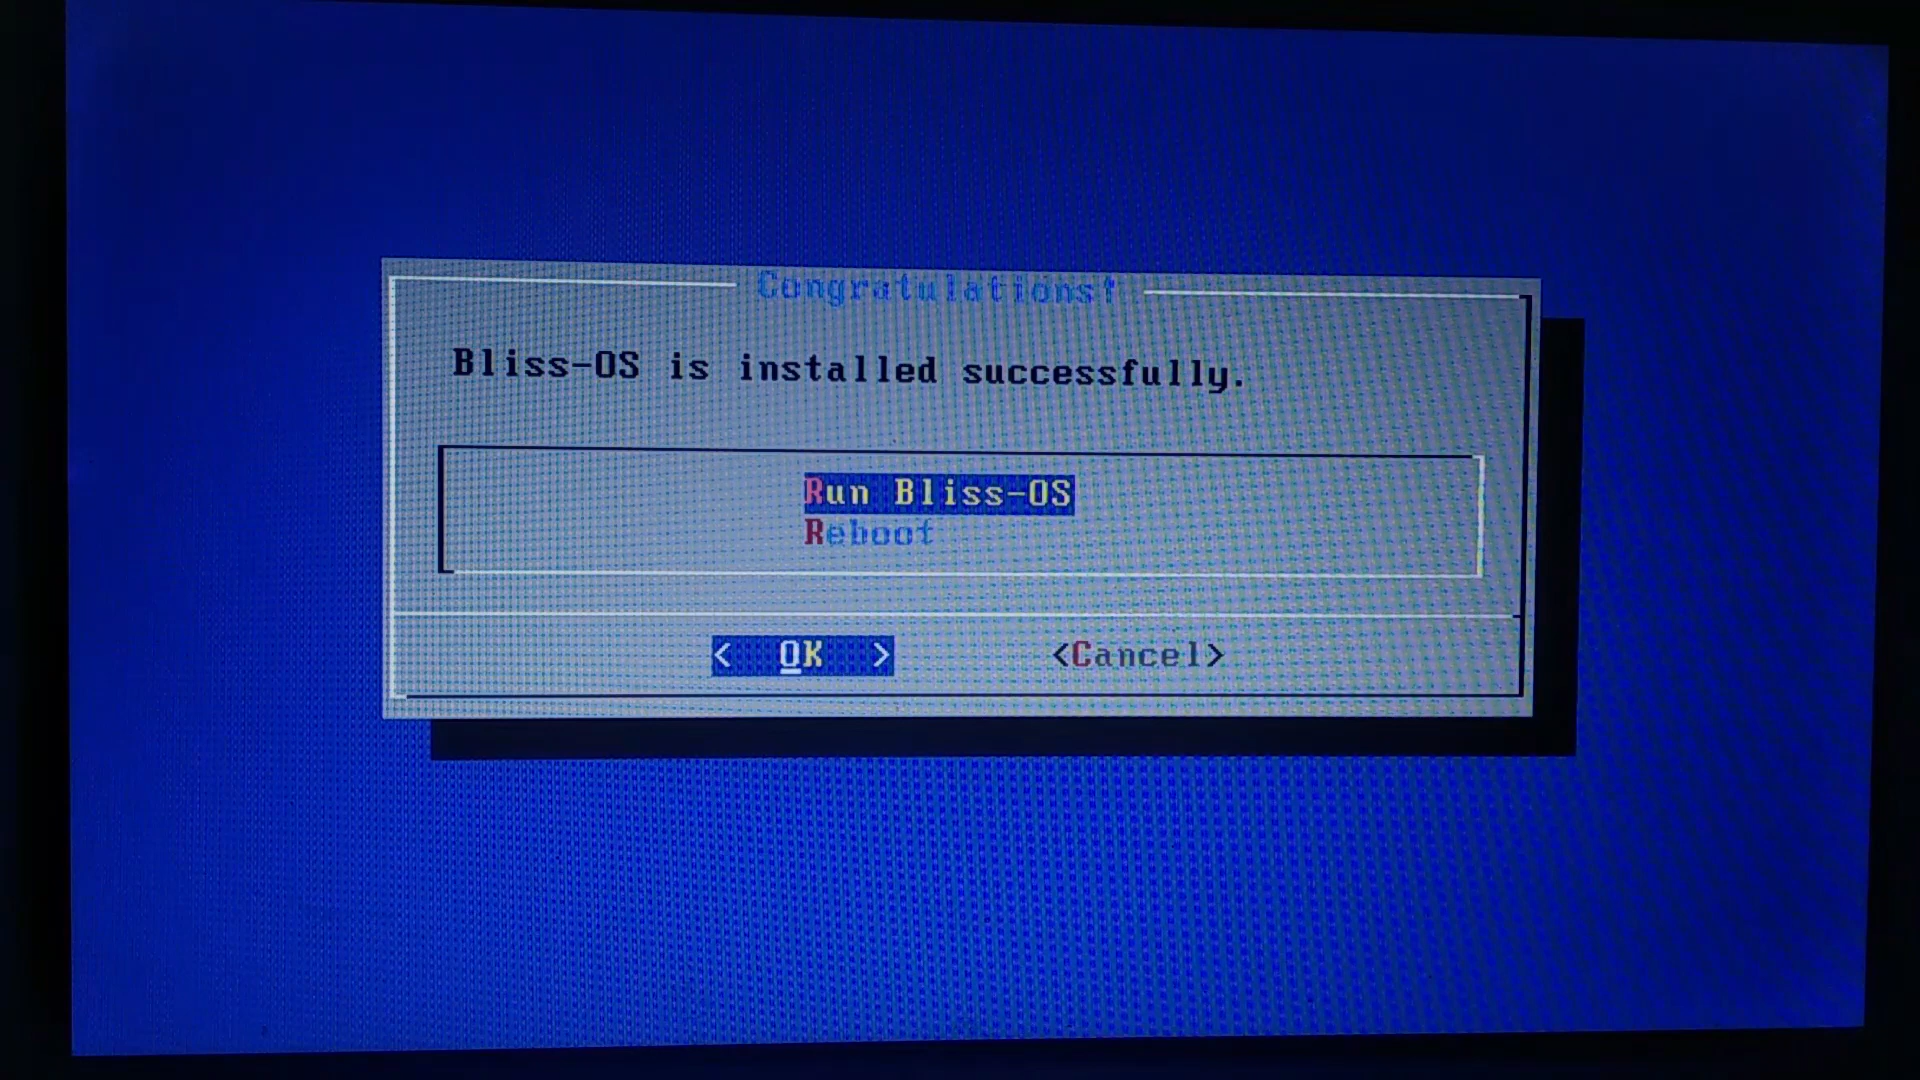 Congratulations!
Bliss-OS is installed successfully.
Run Bliss-OS
Reboot
< OK > <Cancel>